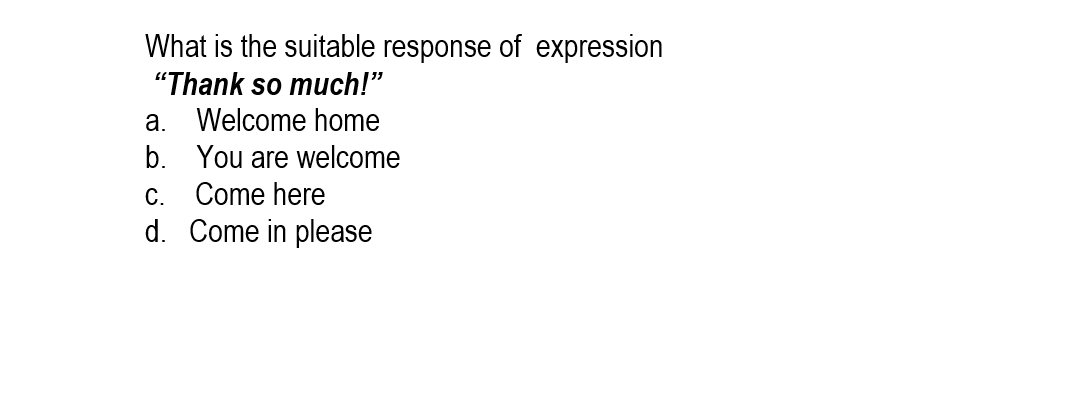 What is the suitable response of expression
“Thank so much!”
a. Welcome home
b. You are welcome
c. Come here
d. Come in please